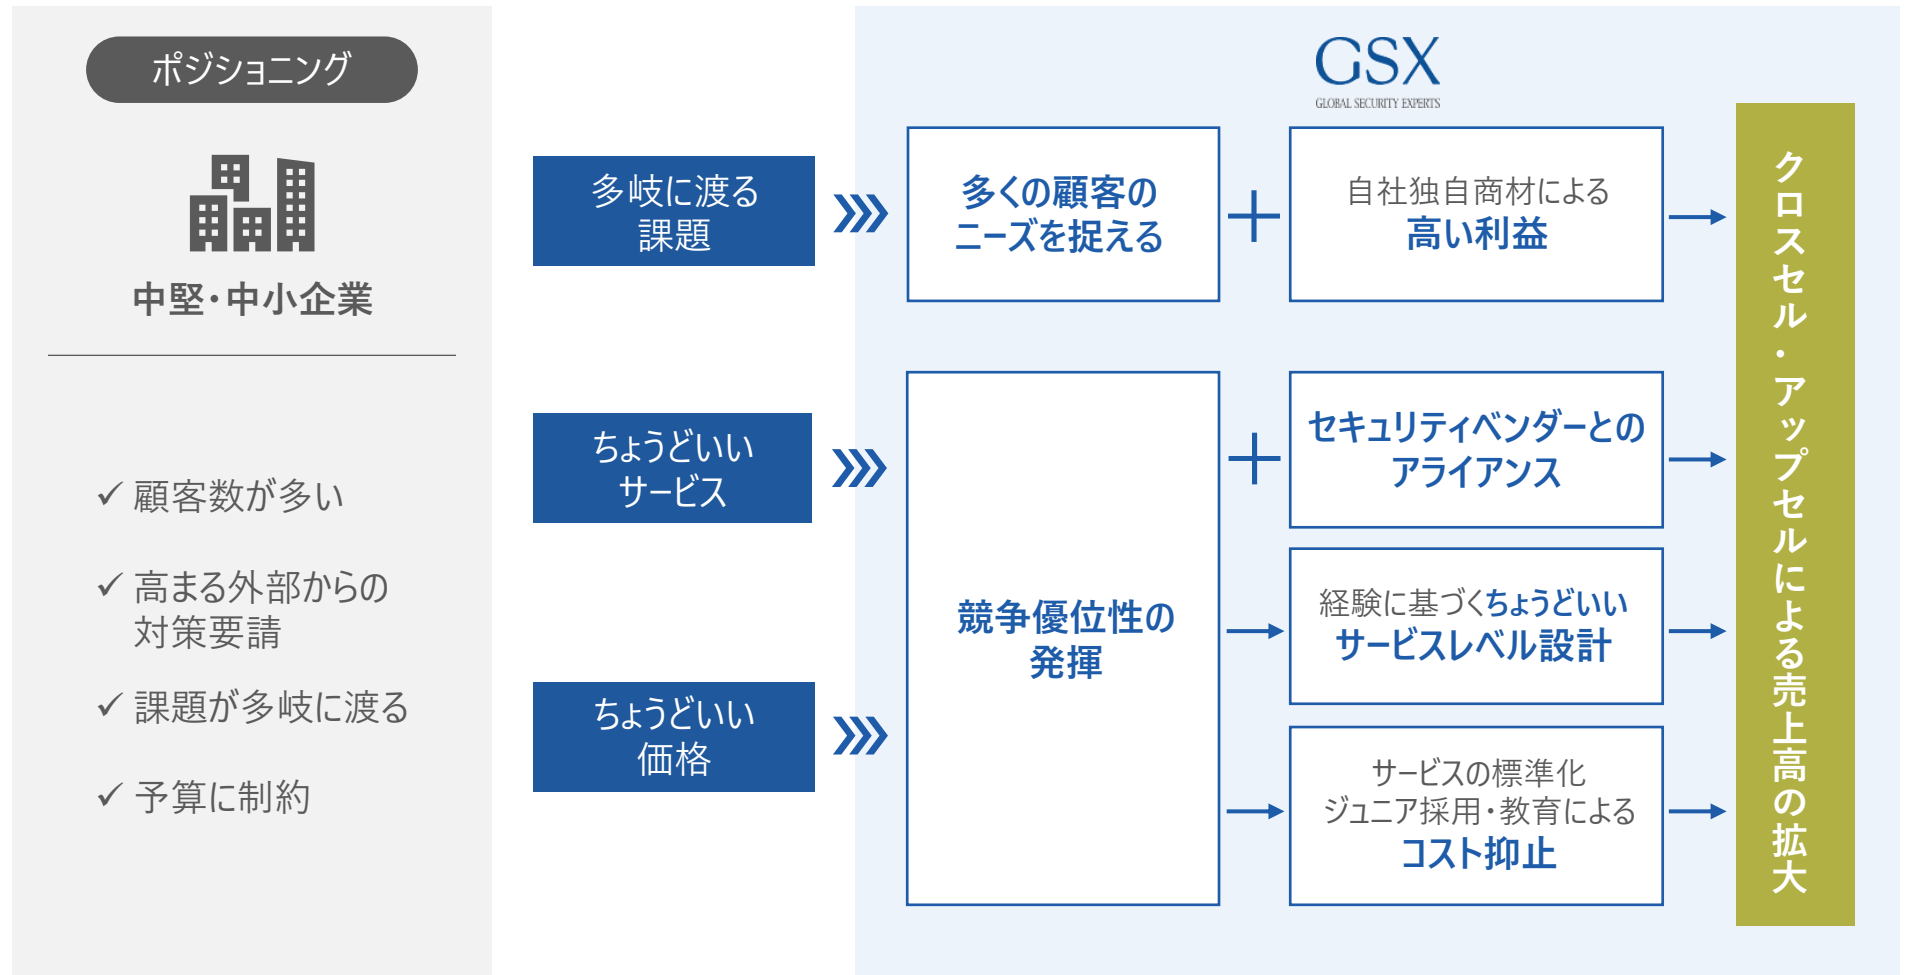 ポジショニング
中堅・中小企業
✓ 顧客数が多い
✓ 高まる外部からの
対策要請
✓ 課題が多岐に渡る
✓ 予算に制約
多岐に渡る
課題
ちょうどいい
サービス
ちょうどいい
価格
GSX
GLOBAL SECURITY EXPERTS
多くの顧客の
ニーズを捉える
自社独自商材による
高い利益
競争優位性の
発揮
セキュリティベンダーとの
アライアンス
経験に基づくちょうどいい
サービスレベル設計
サービスの標準化
ジュニア採用・教育による
コスト抑止
クロスセル・アップセルによる売上高の拡大